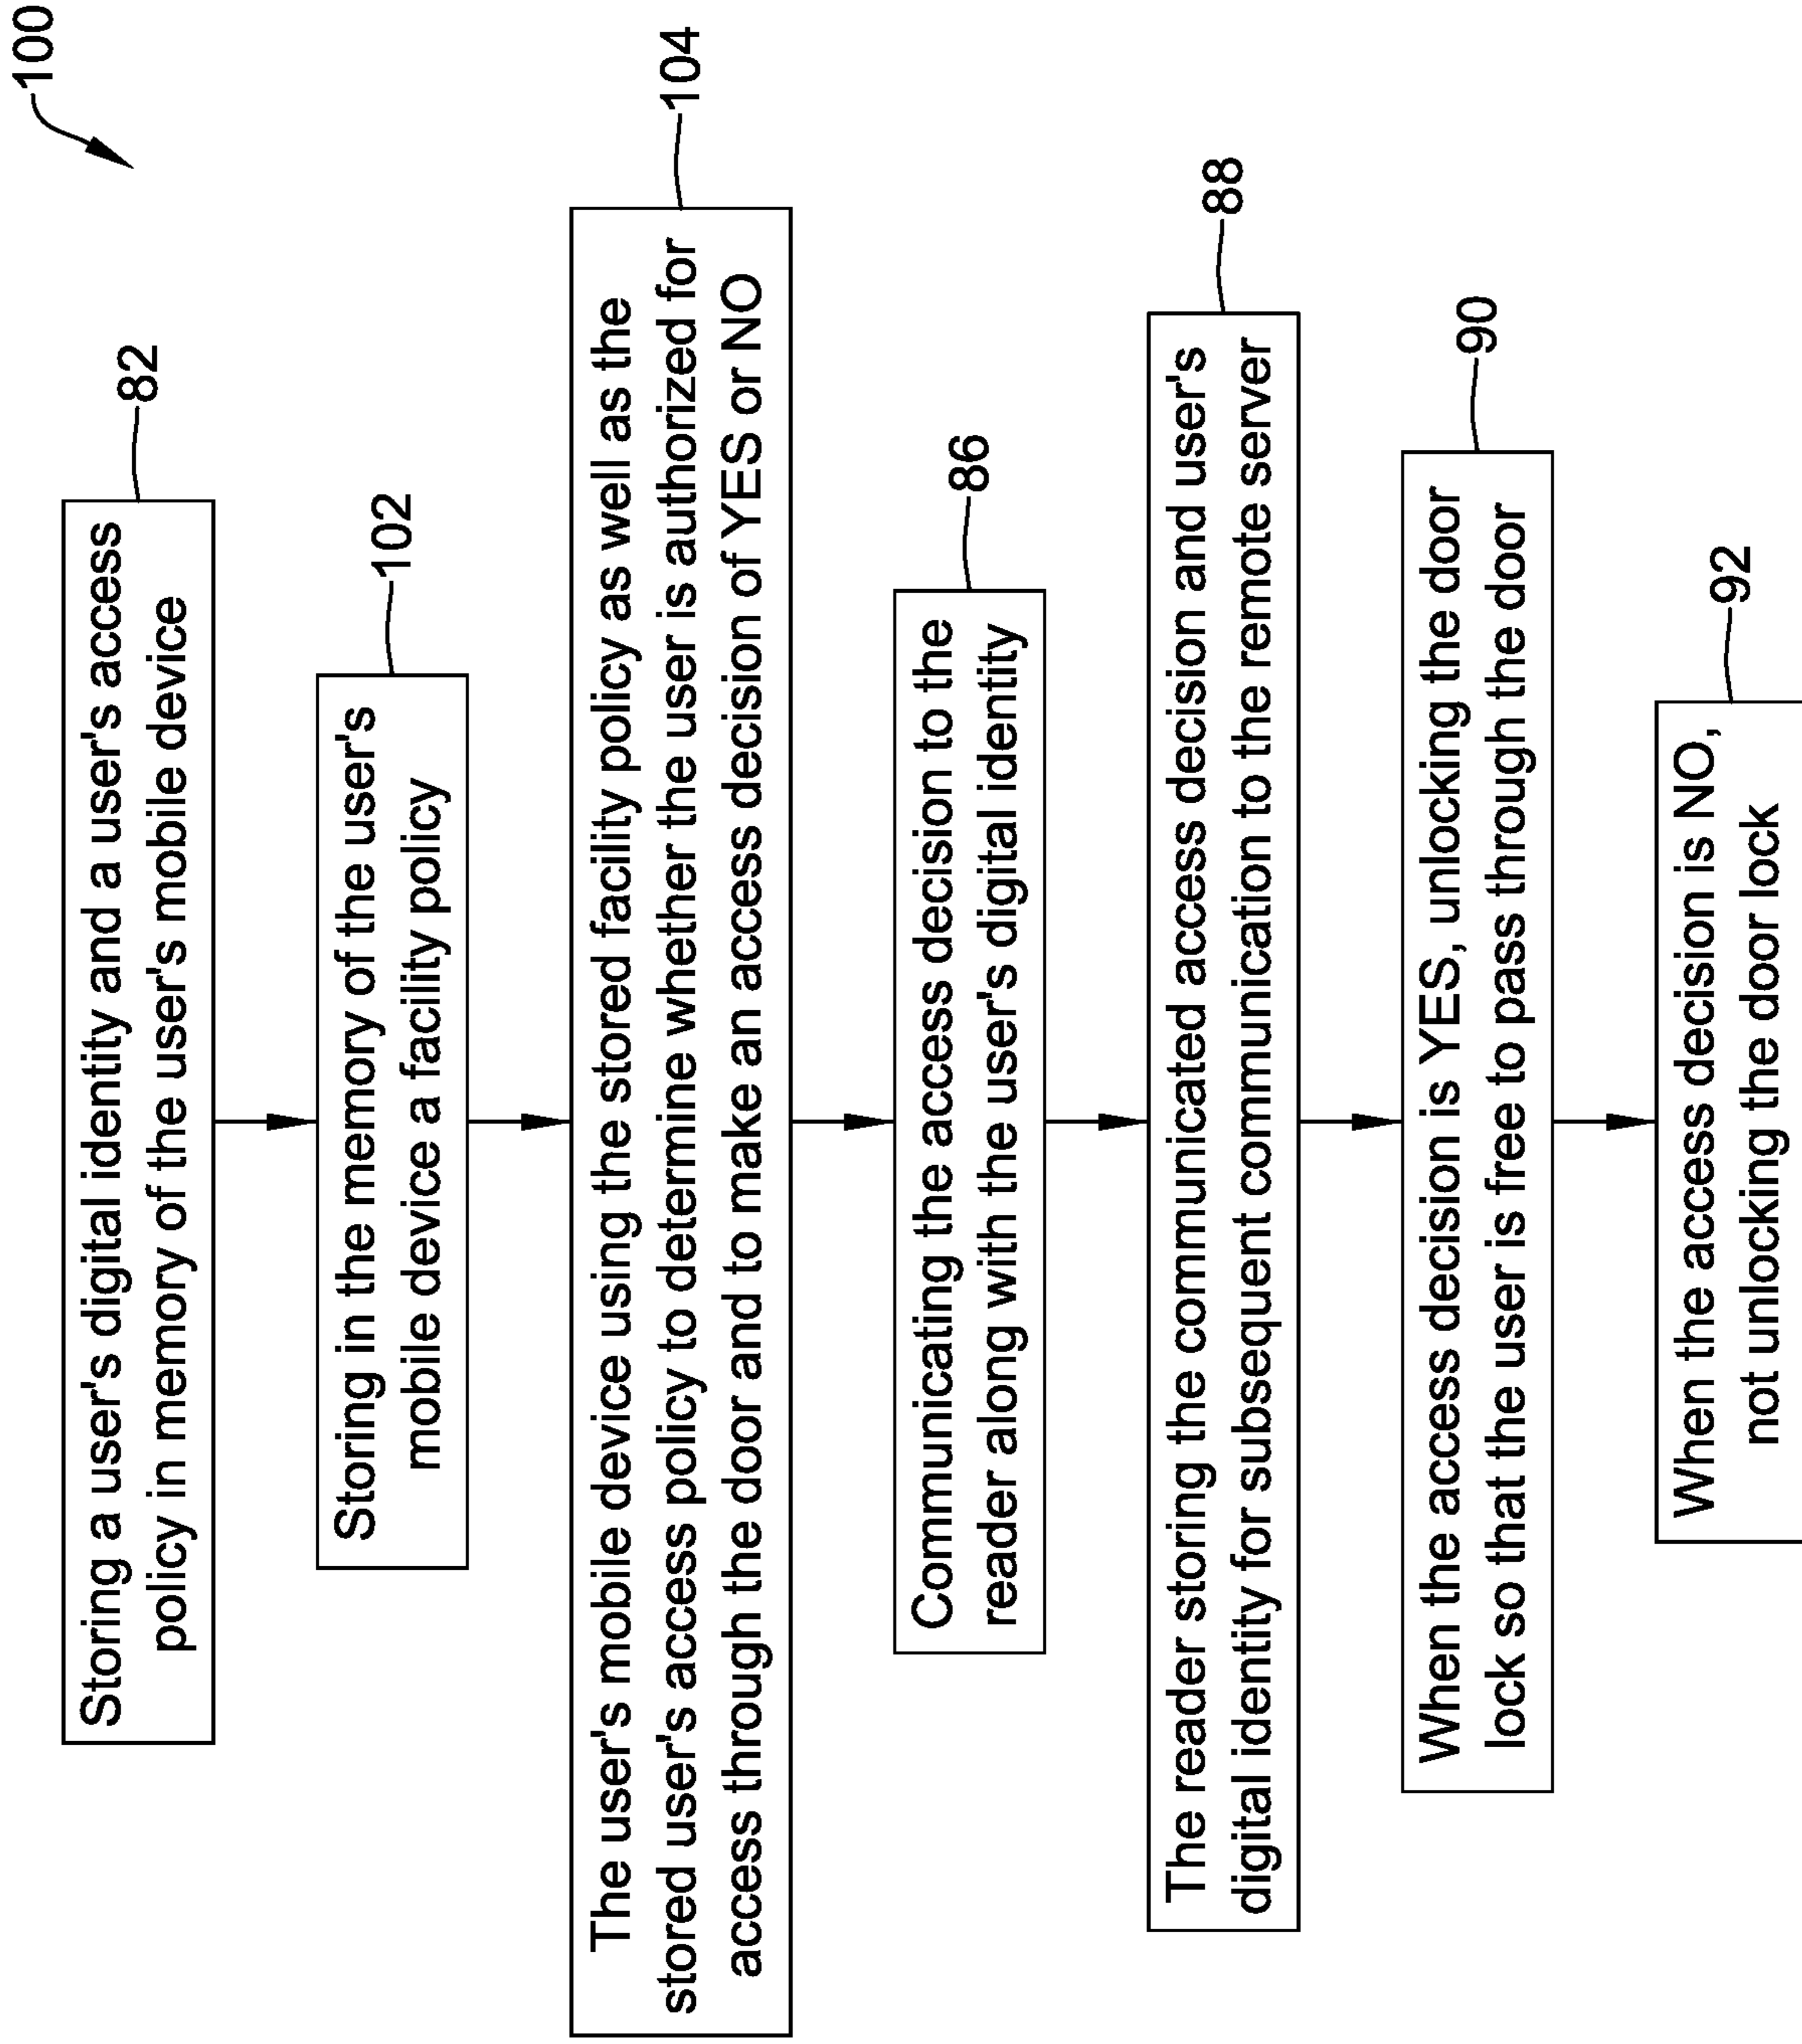 100
Storing a user's digital identity and a user's access
policy in memory of the user's mobile device
82
Storing in the memory of the user's
mobile device a facility policy
102
The user's mobile device using the stored facility policy as well as the
stored user's access policy to determine whether the user is authorized for
access through the door and to make an access decision of YES or NO
104
Communicating the access decision to the
reader along with the user's digital identity
86
The reader storing the communicated access decision and user's
digital identity for subsequent communication to the remote server
88
When the access decision is YES, unlocking the door
lock so that the user is free to pass through the door
90
When the access decision is NO,
not unlocking the door lock
92